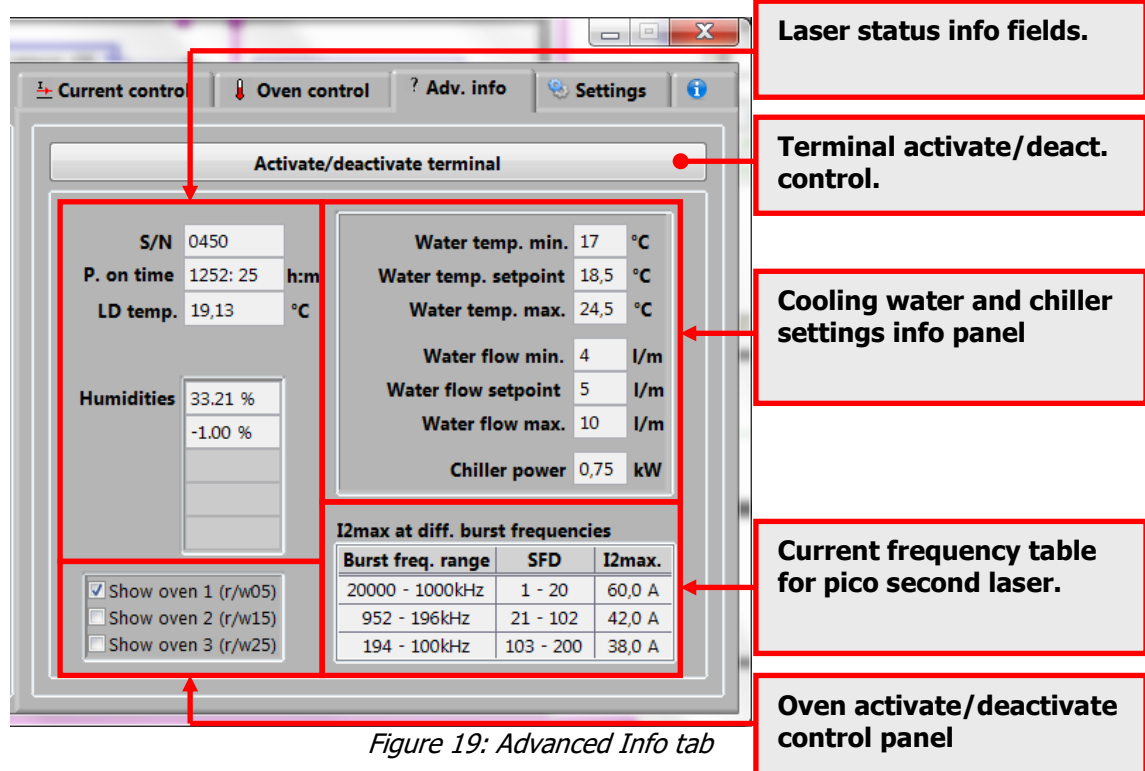 Laser status info fields.
Current control
Oven control
? Adv. info
Settings
Activate/deactivate terminal
Terminal activate/deact.
control.
S/N 0450
P. on time 1252: 25 h:m
LD temp. 19,13 °C
Humidities 33.21 %
-1.00 %
Water temp. min. 17 °C
Water temp. setpoint 18,5 °C
Water temp. max. 24,5 °C
Water flow min. 4 l/m
Water flow setpoint 5 l/m
Water flow max. 10 l/m
Chiller power 0,75 kW
Cooling water and chiller
settings info panel
Show oven 1 (r/w05)
Show oven 2 (r/w15)
Show oven 3 (r/w25)
I2max at diff. burst frequencies
Burst freq. range SFD I2max.
20000 - 1000kHz 1 - 20 60,0 A
952 - 196kHz 21 - 102 42,0 A
194 - 100kHz 103 - 200 38,0 A
Current frequency table
for pico second laser.
Oven activate/deactivate
control panel
Figure 19: Advanced Info tab